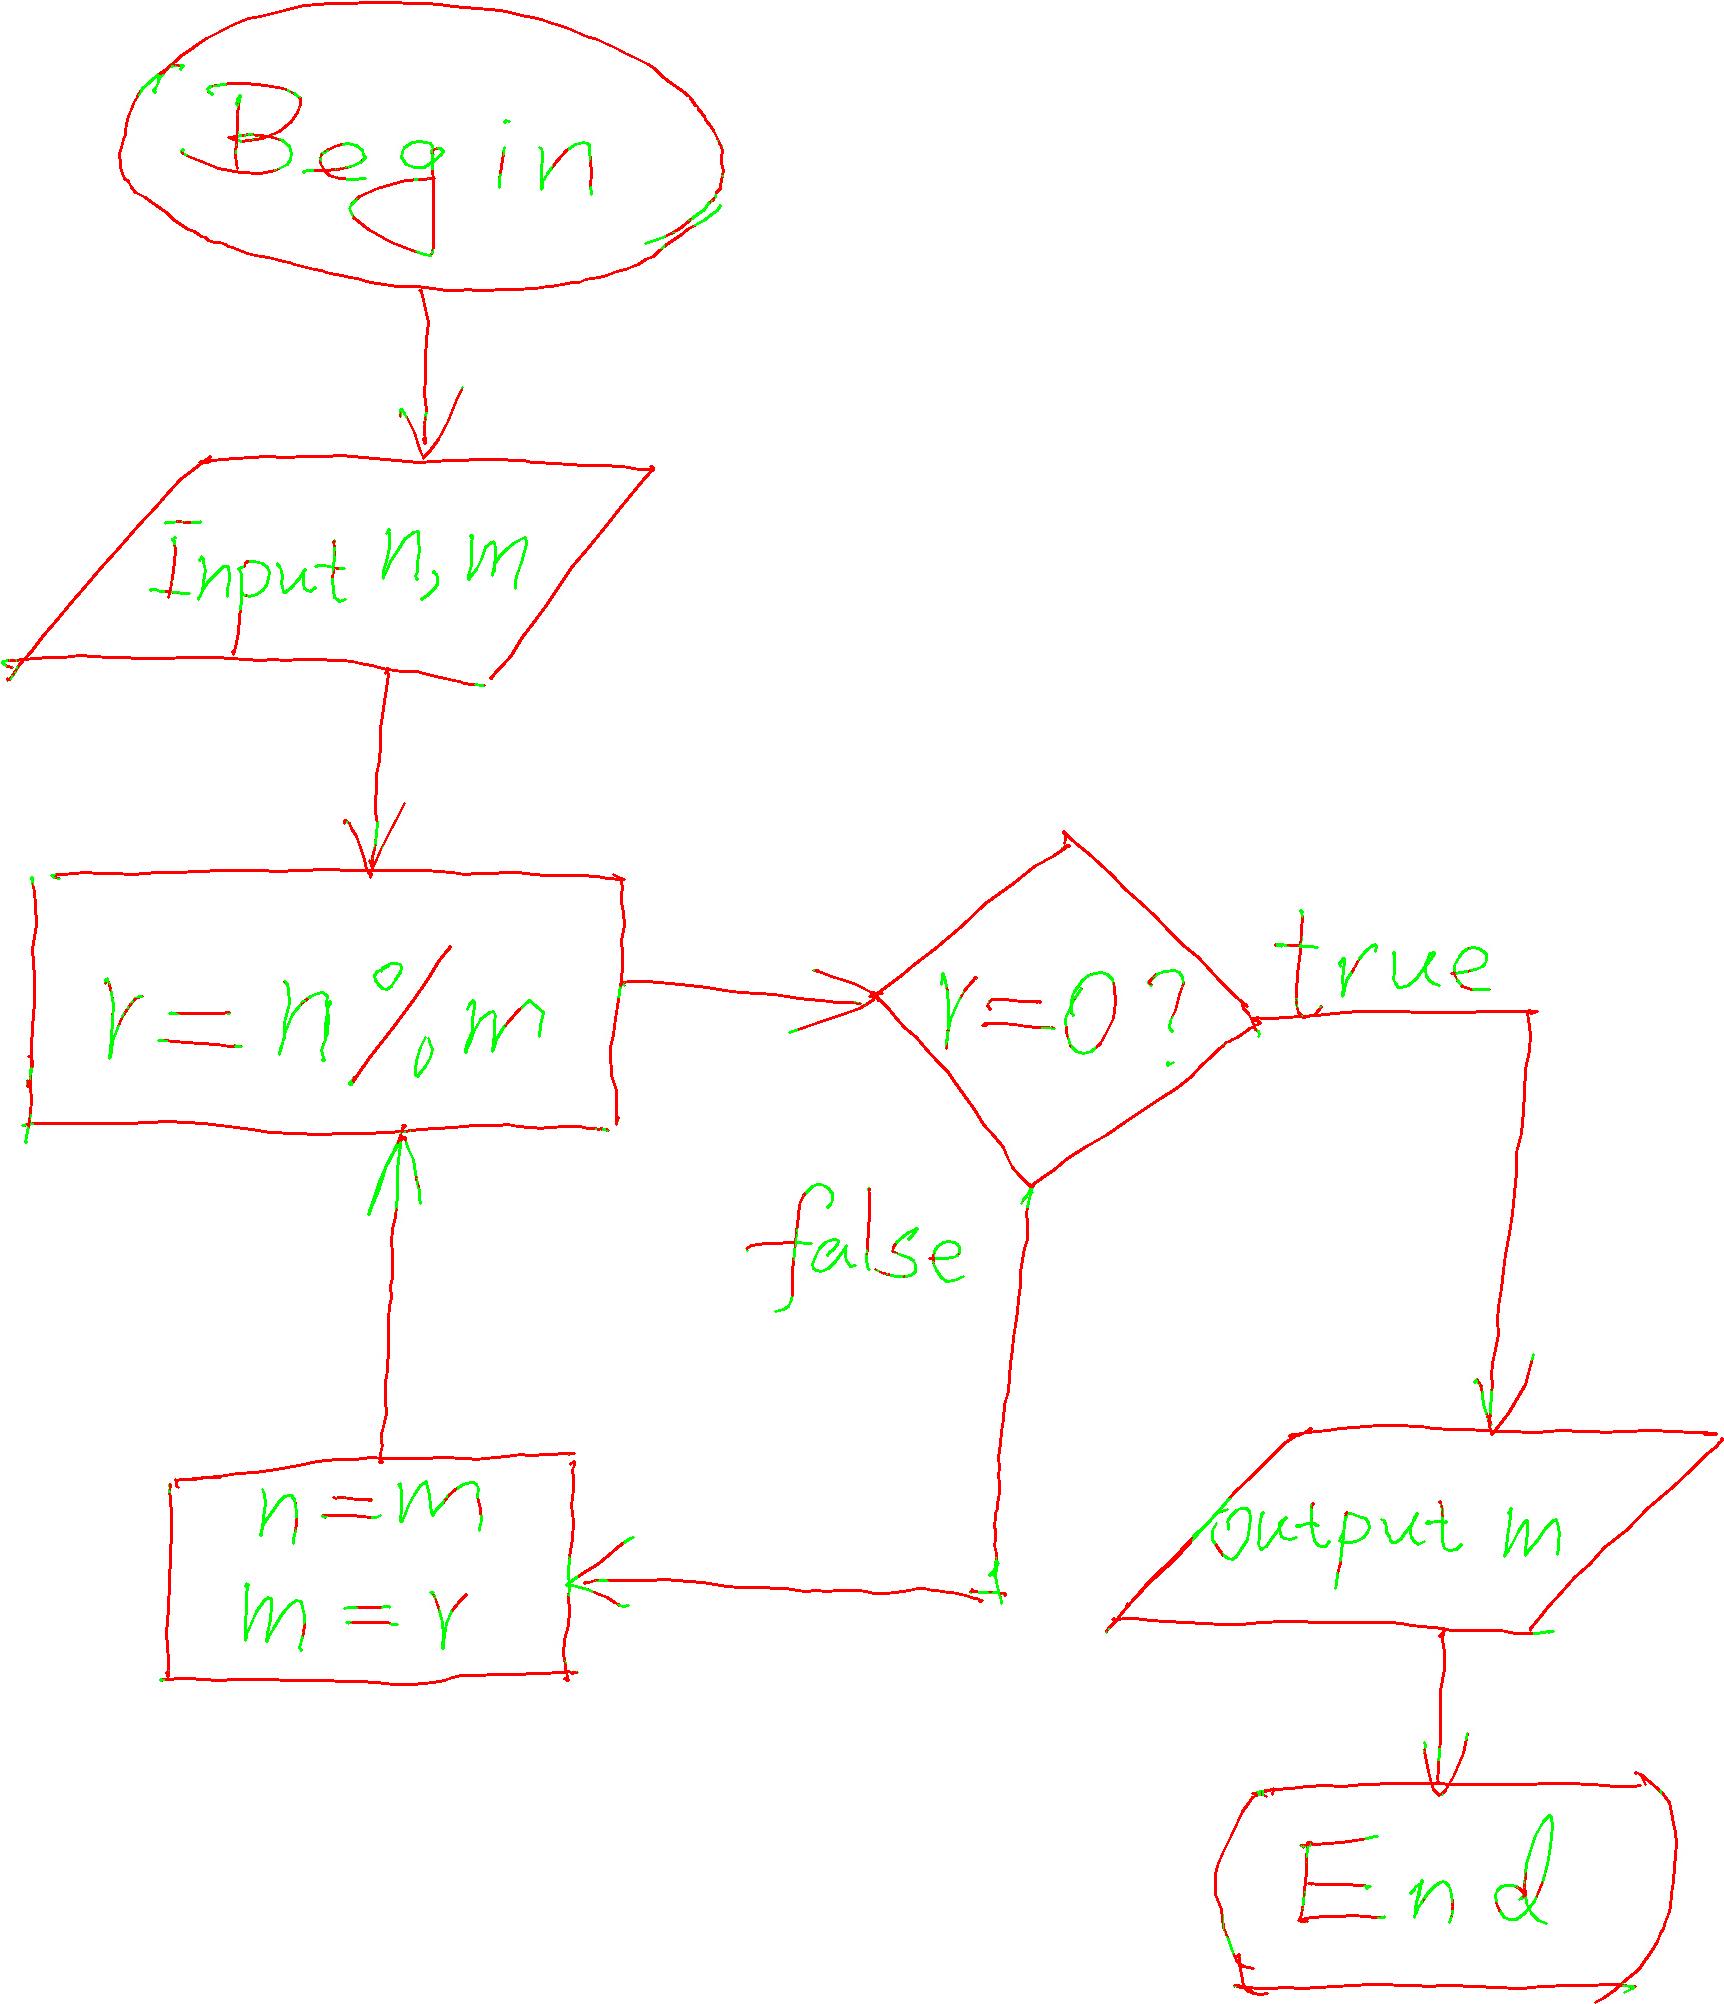 Begin
Input n, m
r = n % m
r = 0 ?
true
false
n = m
m = r
output m
End